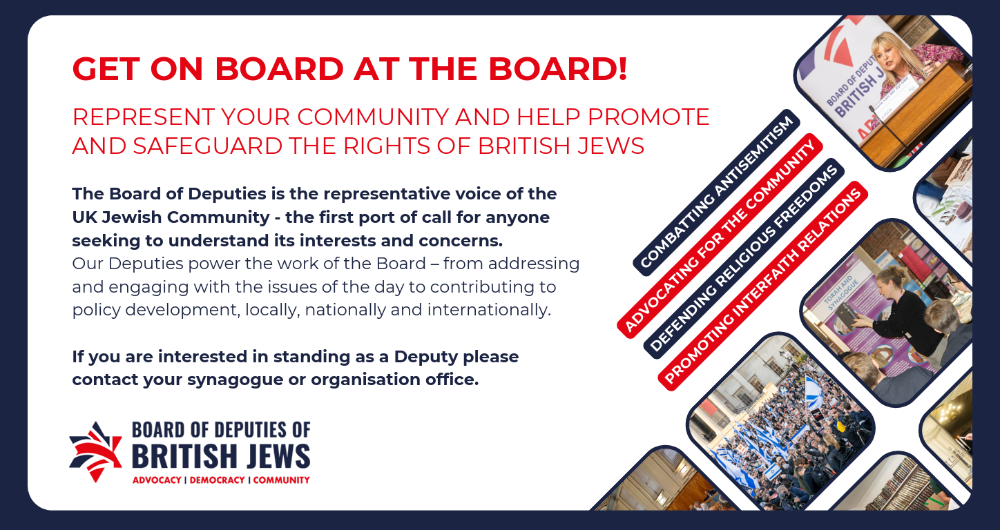 GET ON BOARD AT THE BOARD!
REPRESENT YOUR COMMUNITY AND HELP PROMOTE
AND SAFEGUARD THE RIGHTS OF BRITISH JEWS
The Board of Deputies is the representative voice of the
UK Jewish Community - the first port of call for anyone
seeking to understand its interests and concerns.
Our Deputies power the work of the Board – from addressing
and engaging with the issues of the day to contributing to
policy development, locally, nationally and internationally.
If you are interested in standing as a Deputy please
contact your synagogue or organisation office.
BOARD OF DEPUTIES OF
BRITISH JEWS
ADVOCACY | DEMOCRACY | COMMUNITY
COMBATTING ANTISEMITISM
ADVOCATING FOR THE COMMUNITY
DEFENDING RELIGIOUS FREEDOMS
PROMOTING INTERFAITH RELATIONS
BOARD OF
BRITISH
TORAH AND
SYNAGOGUE